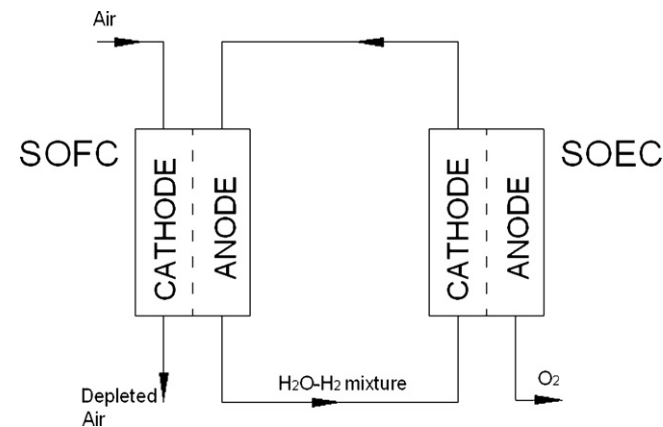 Air
SOFC
CATHODE
ANODE
CATHODE
ANODE
SOEC
Depleted
Air
H₂O-H₂ mixture
O₂